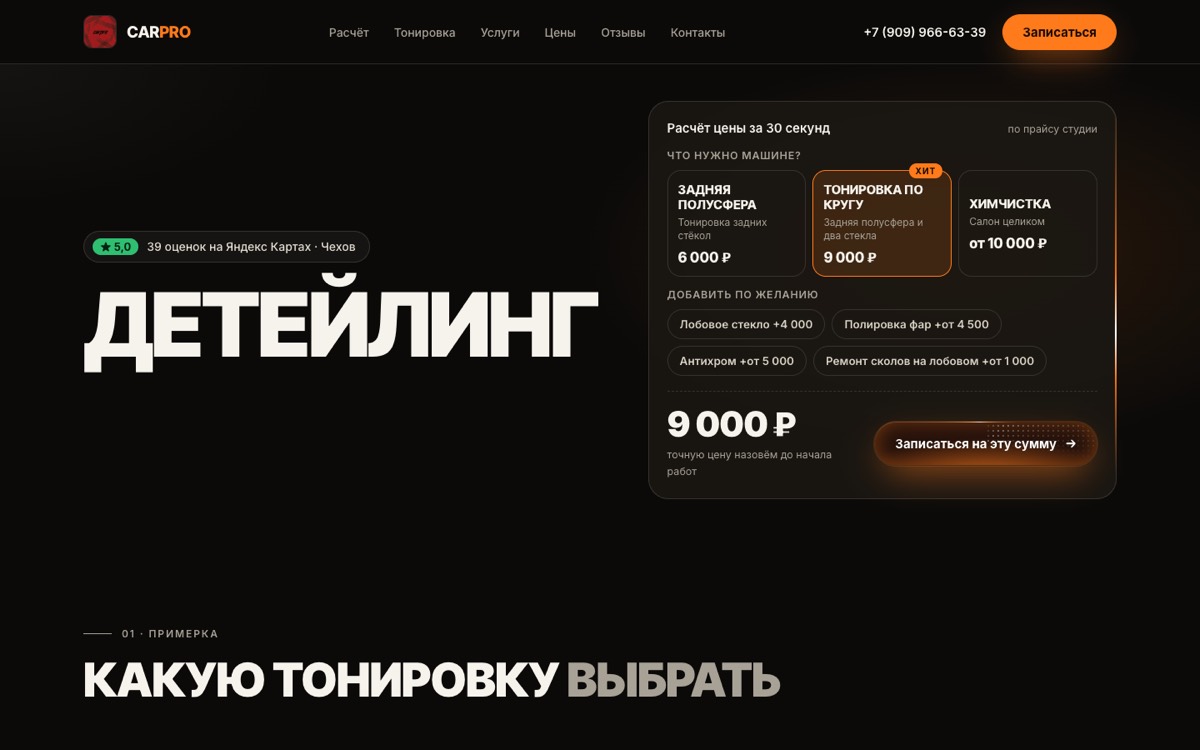 CARPRO
Расчёт Тонировка Услуги Цены Отзывы Контакты
+7 (909) 966-63-39
Записаться
★ 5,0 39 оценок на Яндекс Картах · Чехов
ДЕТЕЙЛИНГ
Расчёт цены за 30 секунд
по прайсу студии
ЧТО НУЖНО МАШИНЕ?
ЗАДНЯЯ
ПОЛУСФЕРА
Тонировка задних
стёкол
6 000 ₽
ХИТ
ТОНИРОВКА ПО
КРУГУ
Задняя полусфера и
два стекла
9 000 ₽
ХИМЧИСТКА
Салон целиком
от 10 000 ₽
ДОБАВИТЬ ПО ЖЕЛАНИЮ
Лобовое стекло +4 000
Полировка фар +от 4 500
Антихром +от 5 000
Ремонт сколов на лобовом +от 1 000
9 000 ₽
точную цену назовём до начала
работ
Записаться на эту сумму →
01 · ПРИМЕРКА
КАКУЮ ТОНИРОВКУ ВЫБРАТЬ